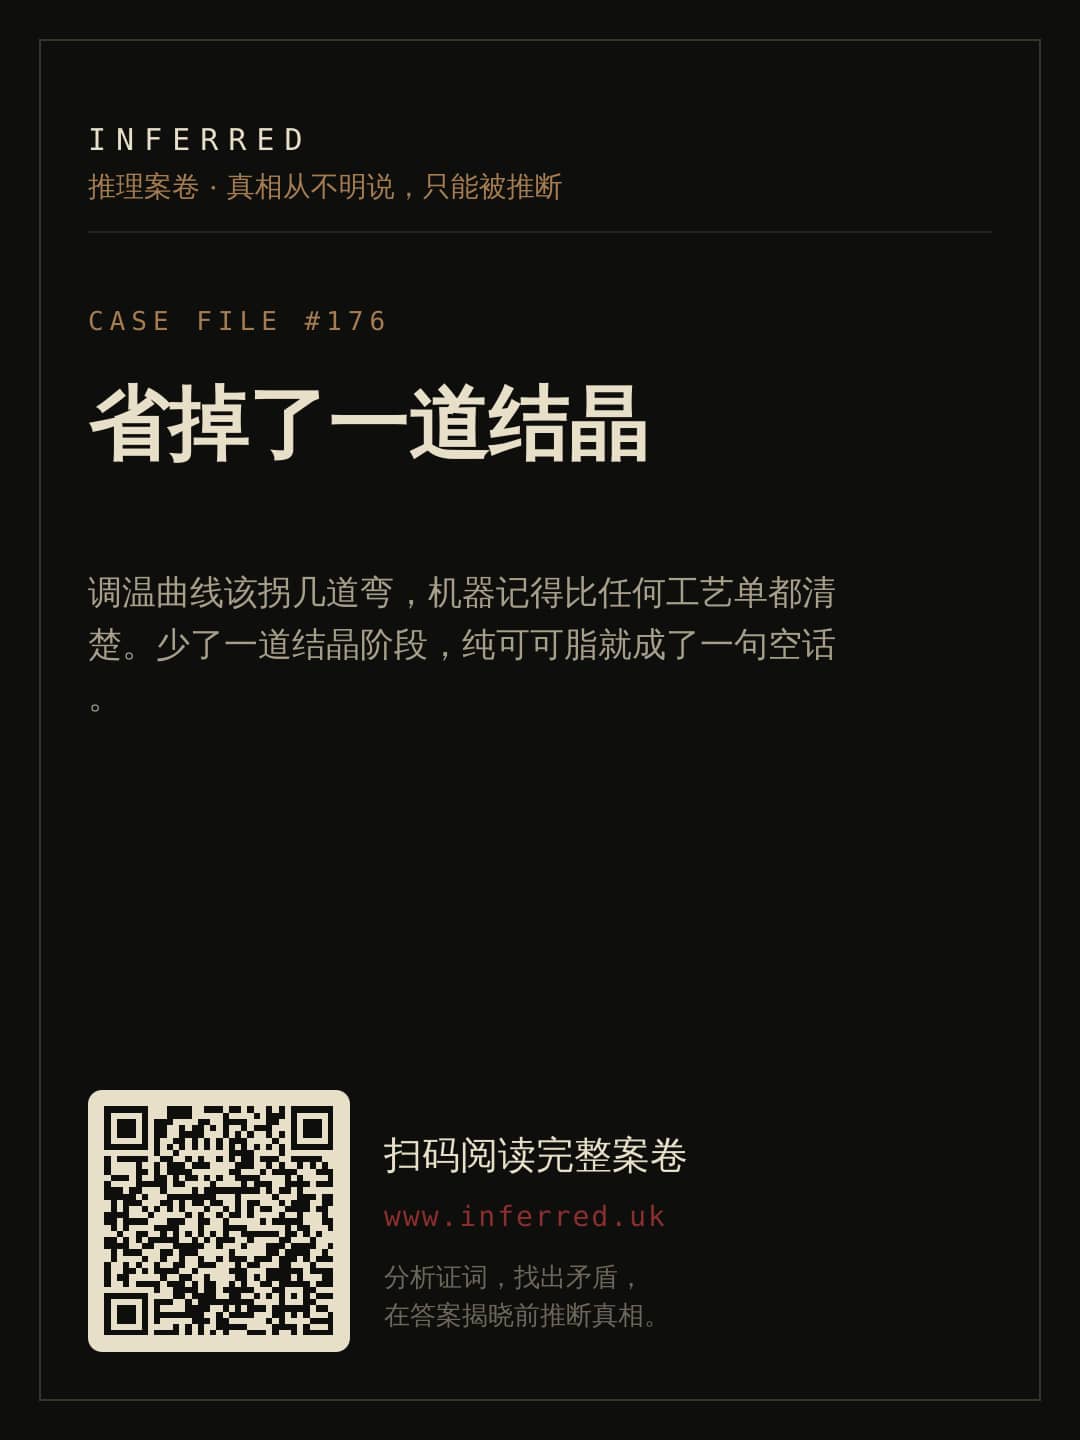 INFERRED
推理案卷 · 真相从不明说，只能被推断
CASE FILE #176
省掉了一道结晶
调温曲线该拐几道弯，机器记得比任何工艺单都清
楚。少了一道结晶阶段，纯可可脂就成了一句空话
。
扫码阅读完整案卷
www.inferred.uk
分析证词，找出矛盾，
在答案揭晓前推断真相。